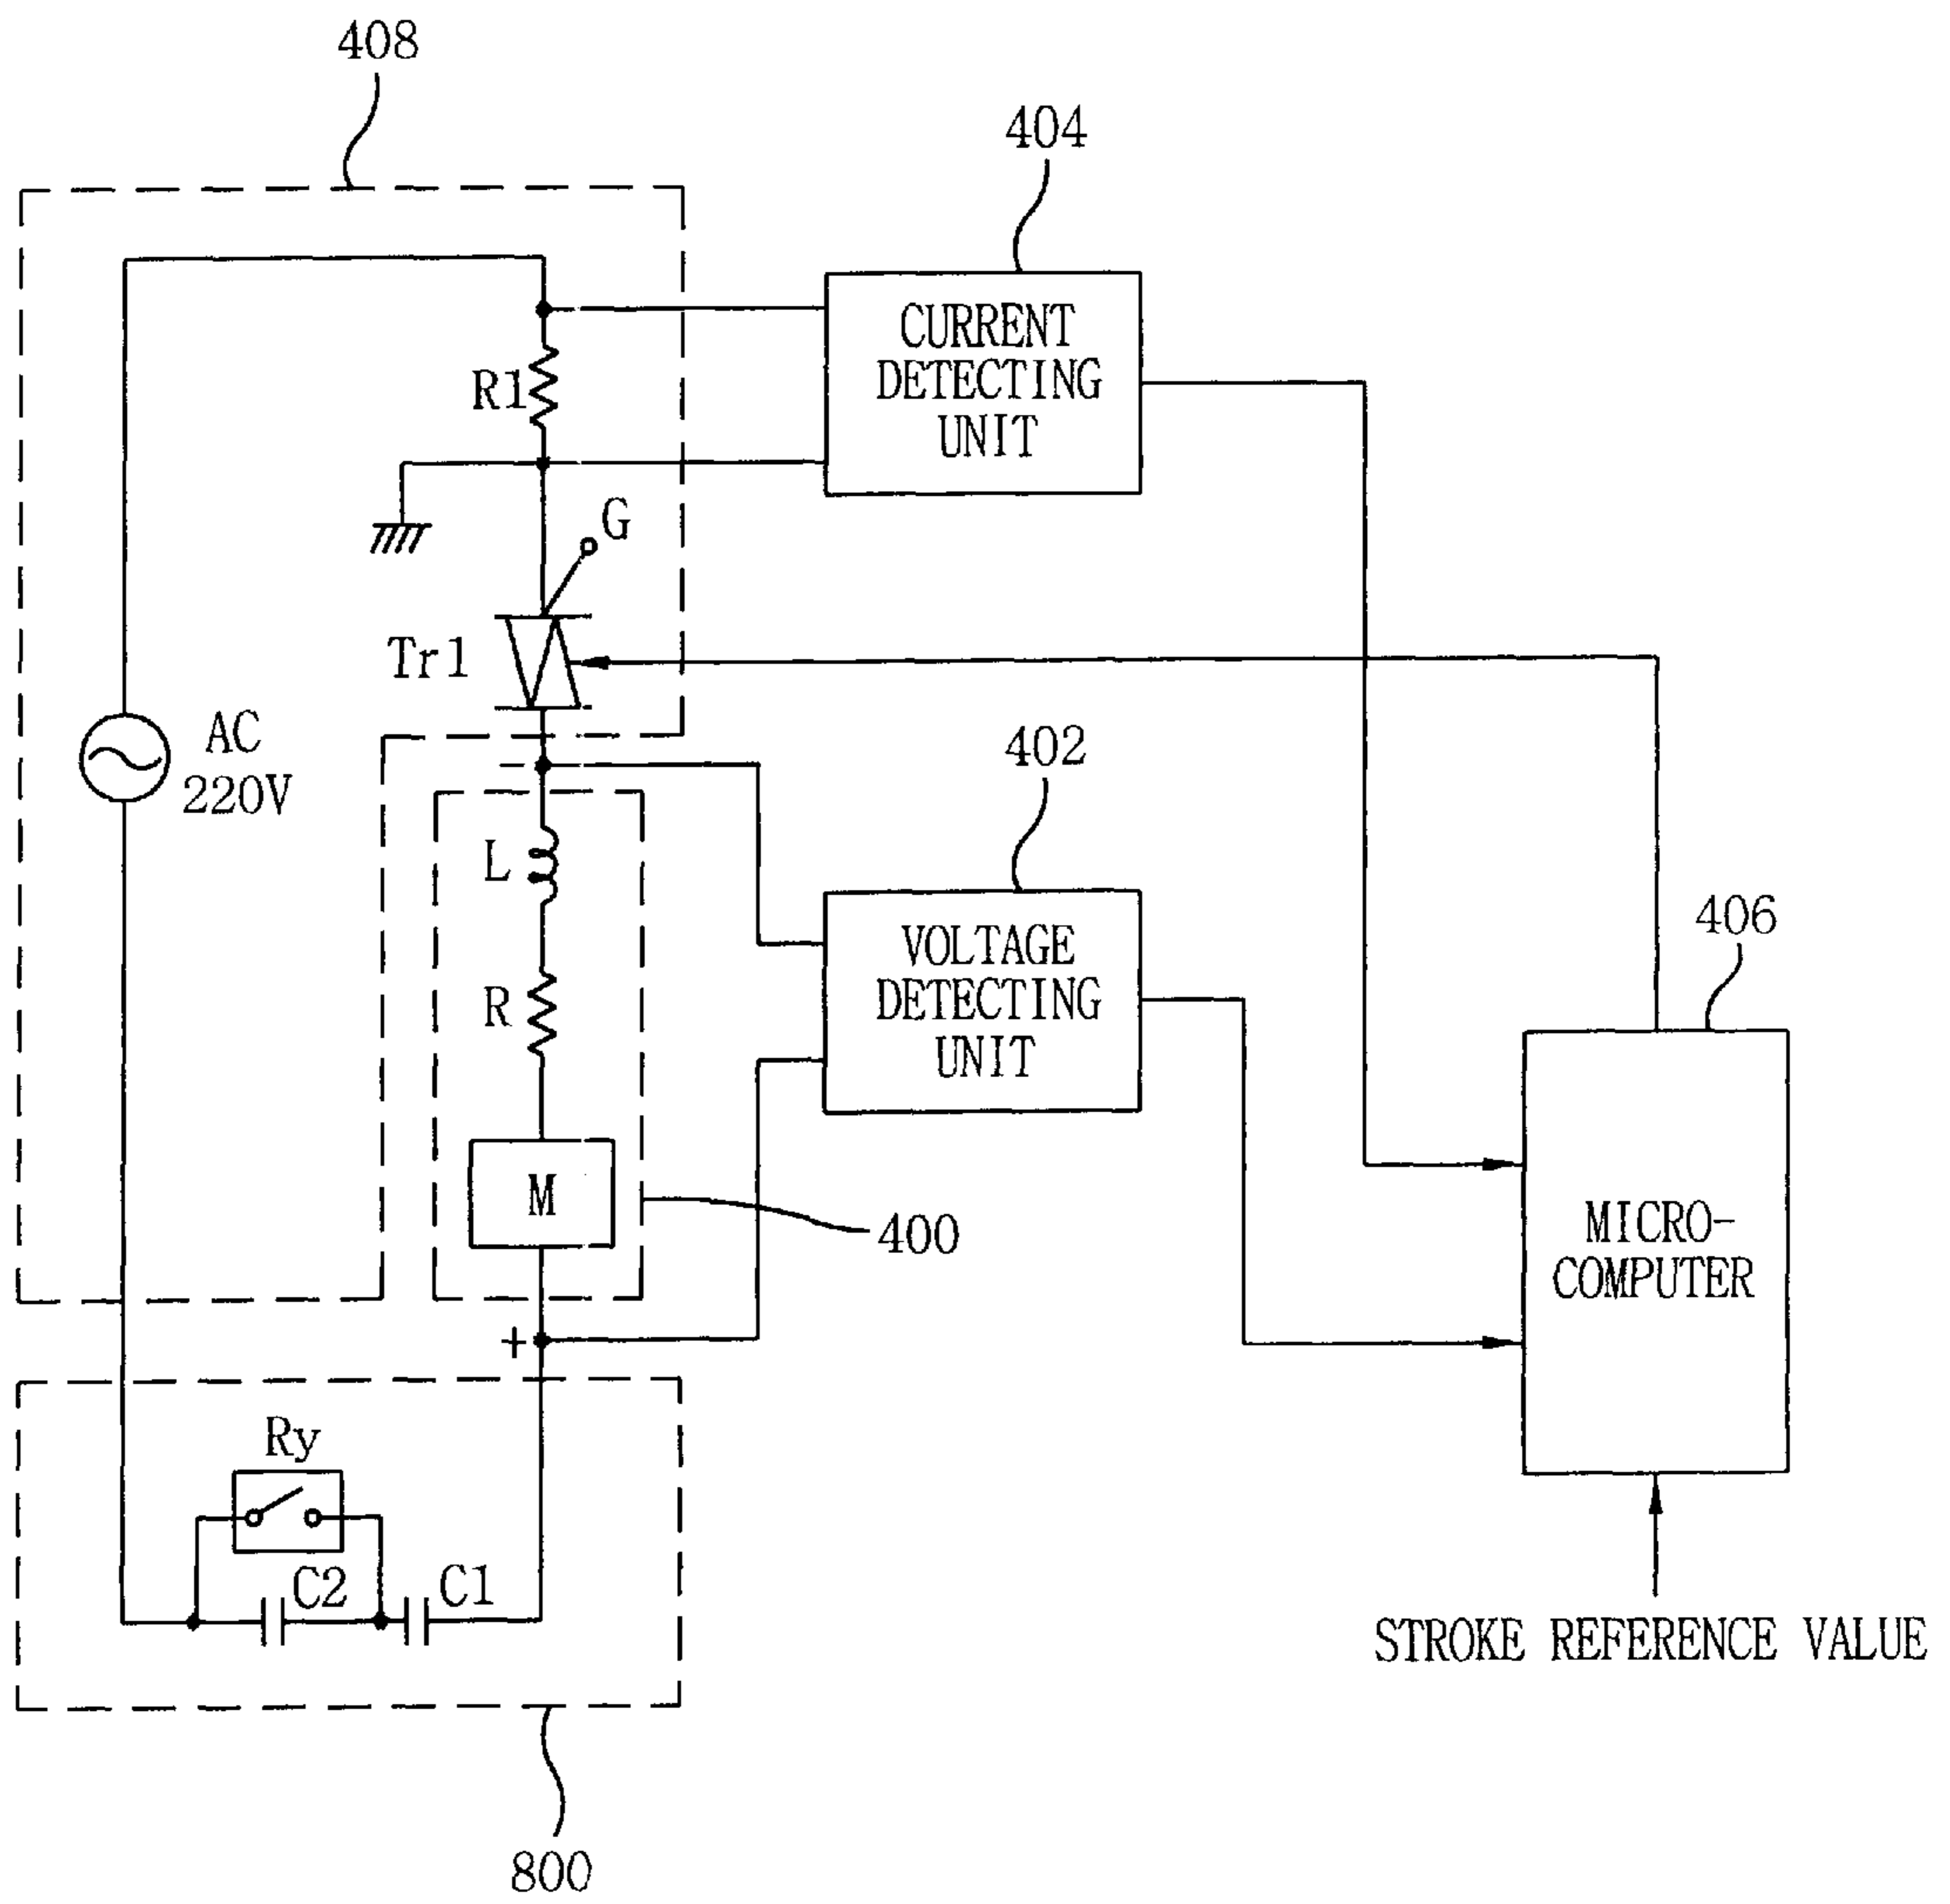 408
404
CURRENT
DETECTING
UNIT
R1
G
Tr1
AC
220V
-
402
L
VOLTAGE
DETECTING
UNIT
R
406
M
400
MICRO-
COMPUTER
+
Ry
C2
C1
STROKE REFERENCE VALUE
800